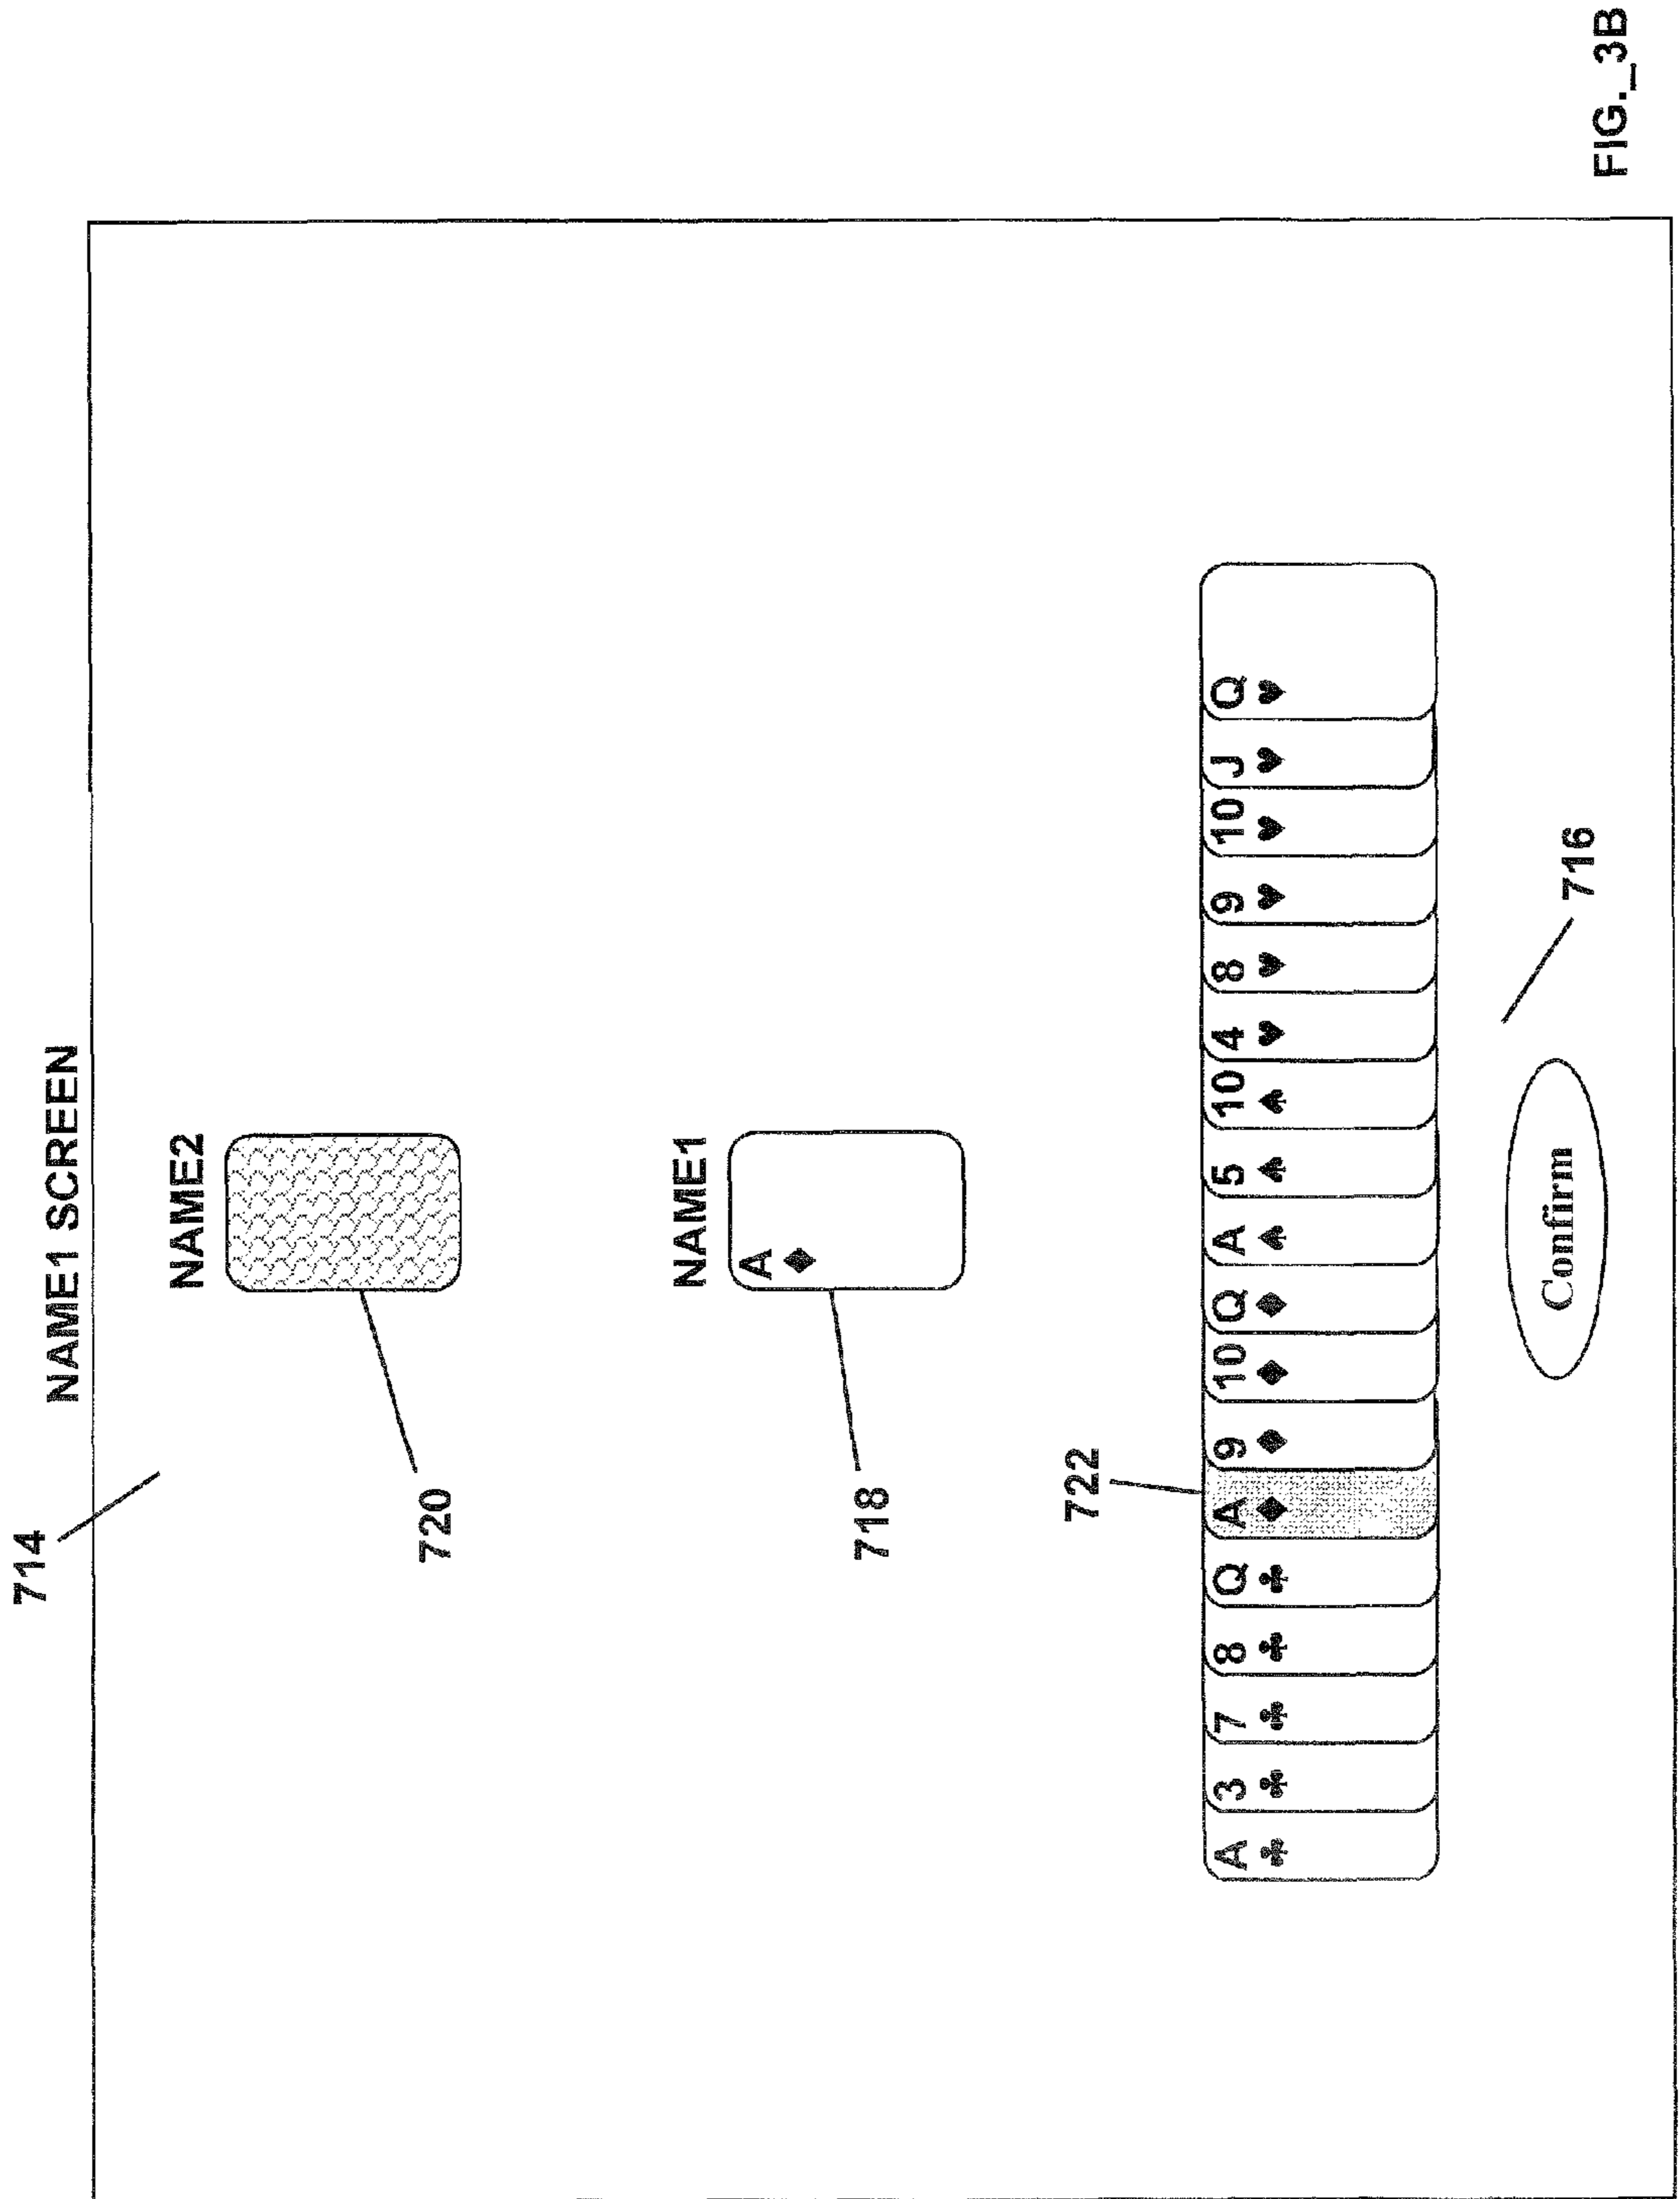 714
NAME1 SCREEN
NAME2
720
NAME1
A♦
718
722
A 3 7 8 Q A 9 10 Q A 5 10 4 8 9 10 J Q
♣ ♣ ♣ ♣ ♣ ♦ ♦ ♦ ♦ ♠ ♠ ♠ ♥ ♥ ♥ ♥ ♥ ♥
Confirm
716
FIG._3B